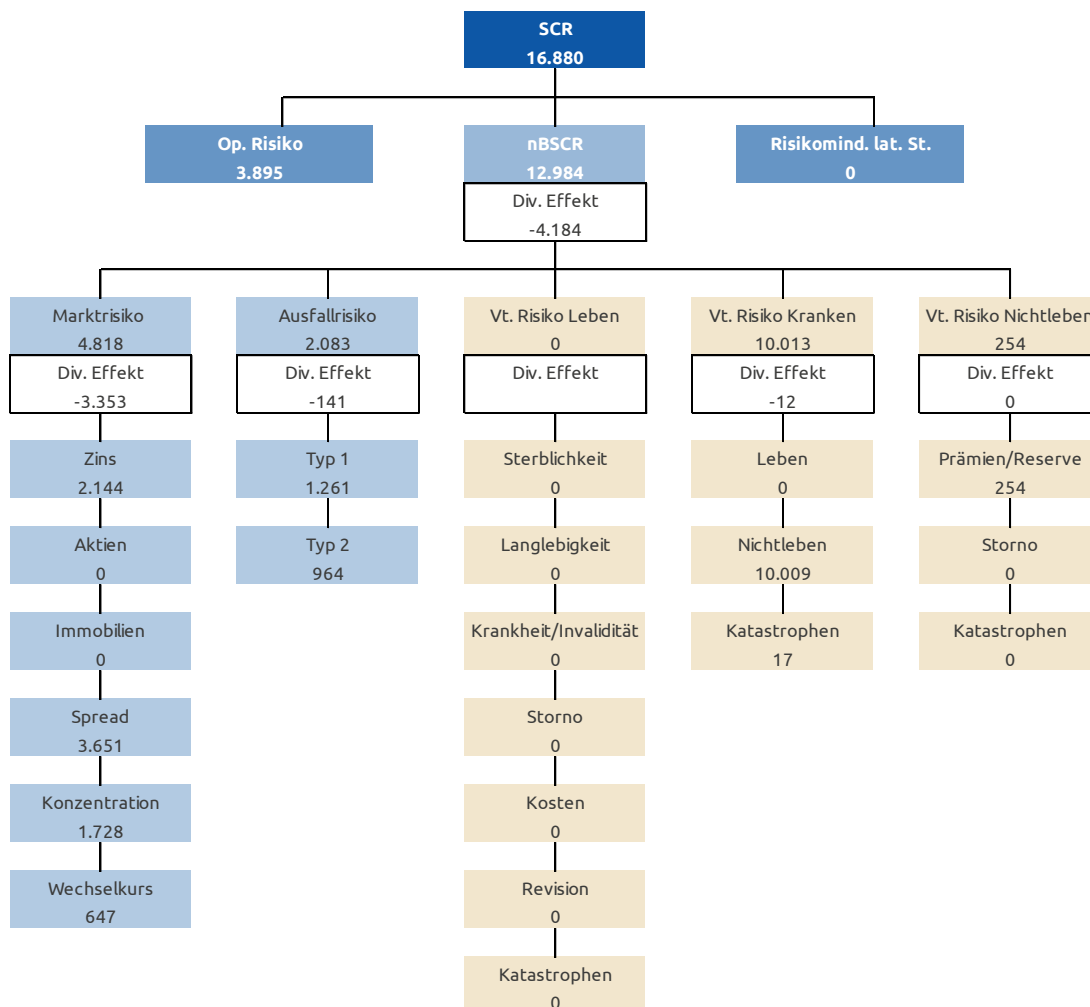 SCR
16.880
Op. Risiko
3.895
nBSCR
12.984
Risikomind. lat. St.
0
Div. Effekt
-4.184
Marktrisiko
4.818
Div. Effekt
-3.353
Zins
2.144
Aktien
0
Immobilien
0
Spread
3.651
Konzentration
1.728
Wechselkurs
647
Ausfallrisiko
2.083
Div. Effekt
-141
Typ 1
1.261
Typ 2
964
Vt. Risiko Leben
0
Div. Effekt
Sterblichkeit
0
Langlebigkeit
0
Krankheit/Invalidität
0
Storno
0
Kosten
0
Revision
0
Katastrophen
0
Vt. Risiko Kranken
10.013
Div. Effekt
-12
Leben
0
Nichtleben
10.009
Katastrophen
17
Vt. Risiko Nichtleben
254
Div. Effekt
0
Prämien/Reserve
254
Storno
0
Katastrophen
0